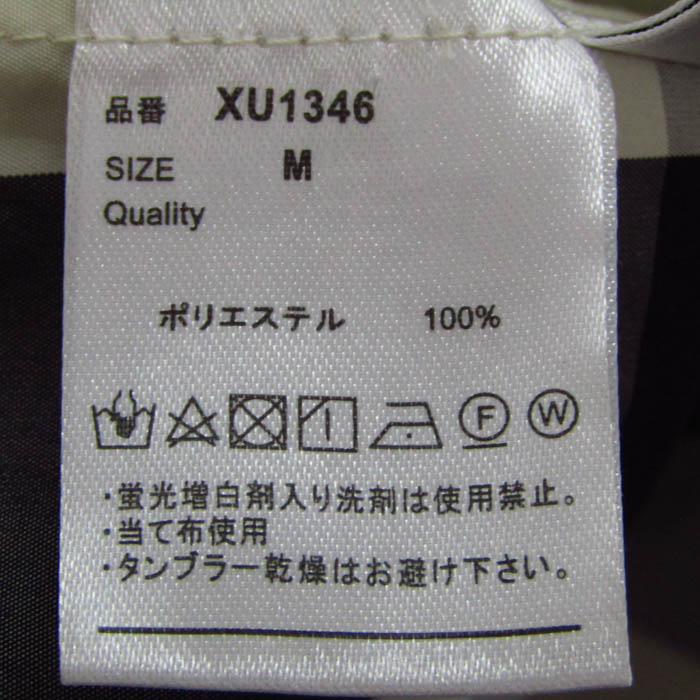 品番 XU1346
SIZE M
Quality
ポリエステル 100%
F W
・蛍光増白剤入り洗剤は使用禁止。
・当て布使用
・タンブラー乾燥はお避け下さい。